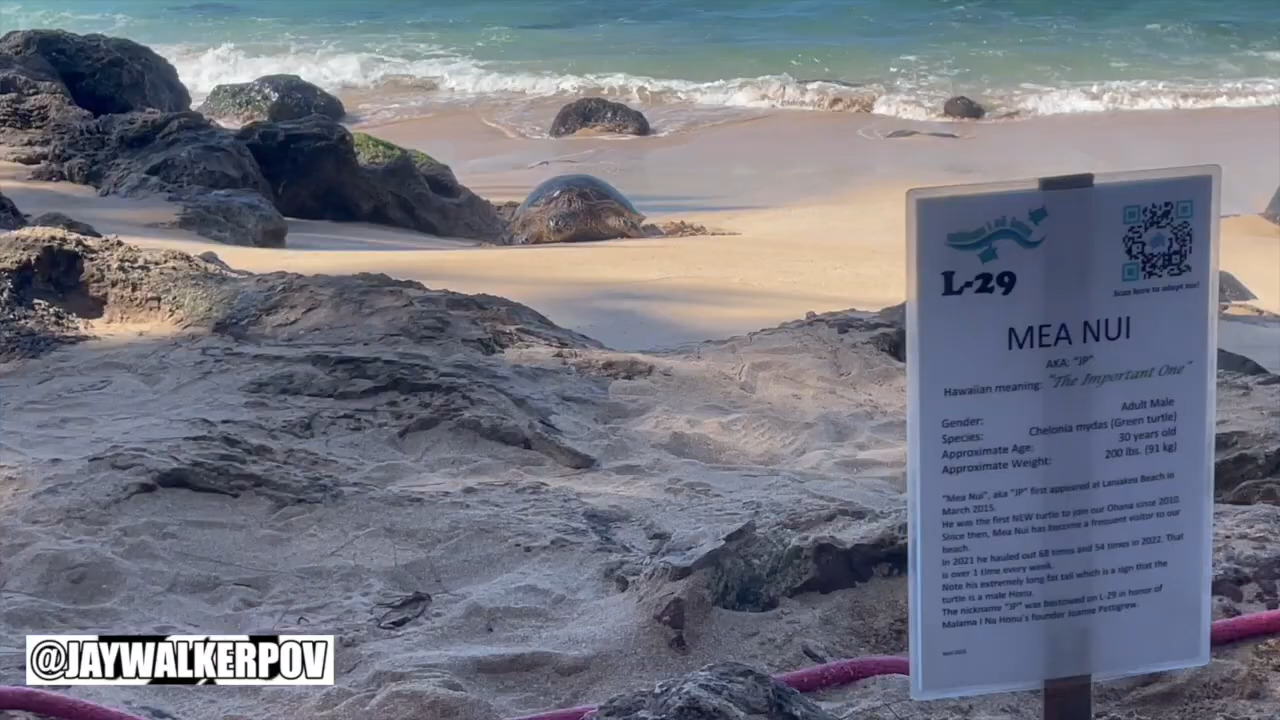 L-29
Scan here to adopt me!
MEA NUI
AKA: "JP"
Hawaiian meaning: "The Important One"
Gender: Adult Male
Species: Chelonia mydas (Green turtle)
Approximate Age: 30 years old
Approximate Weight: 200 lbs. (91 kg)
"Mea Nui", aka "JP" first appeared at Laniakea Beach in
March 2015.
He was the first NEW turtle to join our Ohana since 2010.
Since then, Mea Nui has become a frequent visitor to our
beach.
In 2021 he hauled out 68 times and 54 times in 2022. That
is over 1 time every week.
Note his extremely long fat tail which is a sign that the
turtle is a male Honu.
The nickname "JP" was bestowed on L-29 in honor of
Malama I Na Honu's founder Joanne Pettigrew.
@JAYWALKERPOV